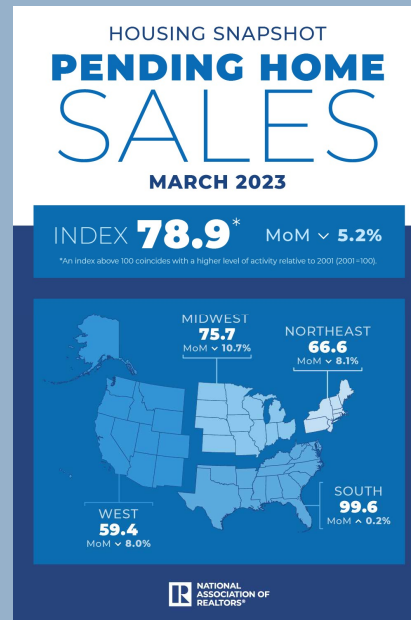 HOUSING SNAPSHOT
PENDING HOME
SALES
MARCH 2023
INDEX 78.9* MoM ⌄ 5.2%
*An index above 100 coincides with a higher level of activity relative to 2001 (2001=100).
MIDWEST
75.7
MoM ⌄ 10.7%
NORTHEAST
66.6
MoM ⌄ 8.1%
WEST
59.4
MoM ⌄ 8.0%
SOUTH
99.6
MoM ^ 0.2%
R NATIONAL
ASSOCIATION OF
REALTORS®